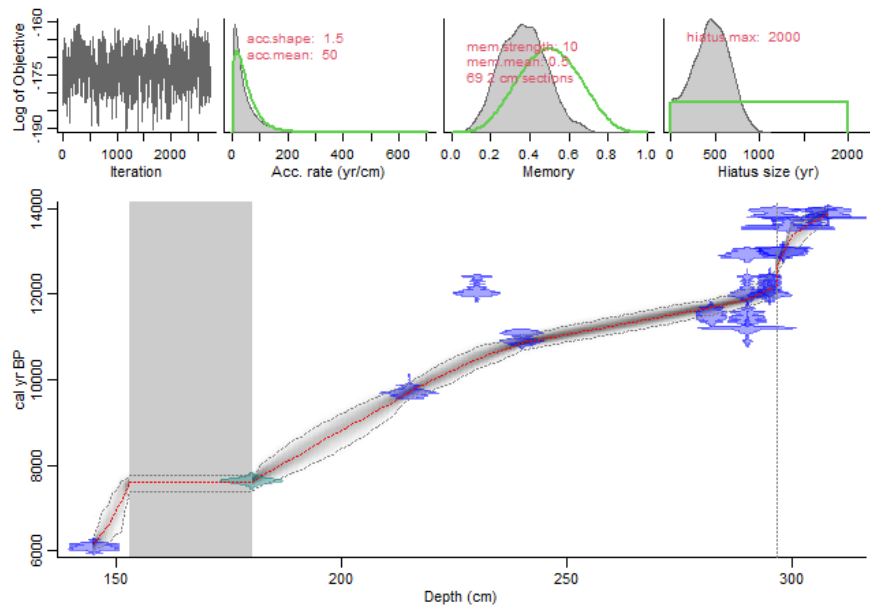 -160
-175
-190
Log of Objective
0 1000 2000
Iteration
acc.shape: 1.5
acc.mean: 50
0 200 400 600
Acc. rate (yr/cm)
mem.strength: 10
mem.mean: 0.5
69 2 cm sections
0.0 0.2 0.4 0.6 0.8 1.0
Memory
hiatus.max: 2000
0 500 1000 2000
Hiatus size (yr)
14000
12000
10000
8000
6000
cal yr BP
150 200 250 300
Depth (cm)